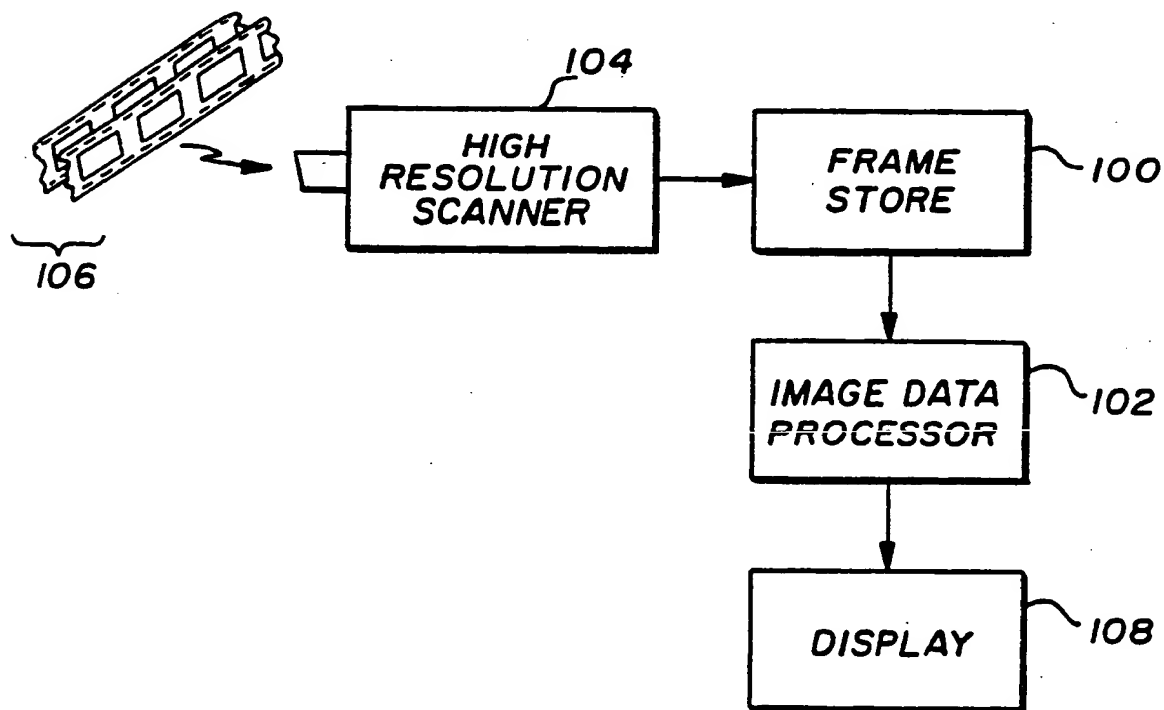 104
HIGH
RESOLUTION
SCANNER
FRAME
STORE
100
106
IMAGE DATA
PROCESSOR
102
DISPLAY
108